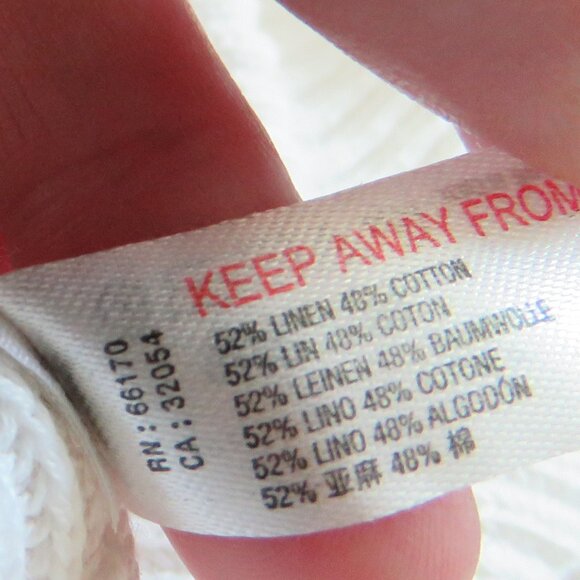 KEEP AWAY FROM
52% LINEN 48% COTTON
52% LIN 48% COTON
52% LEINEN 48% BAUMWOLLE
52% LINO 48% COTONE
52% LINO 48% ALGODÓN
52% 亚麻 48% 棉
RN: 66170
CA: 32054